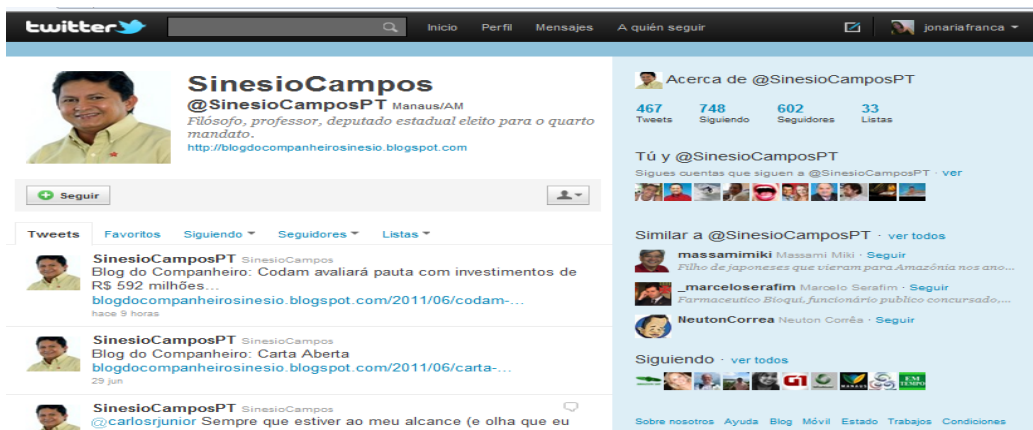 twitter
Inicio Perfil Mensajes A quién seguir
jonariafranca
SinesioCampos
@SinesioCamposPT Manaus/AM
Filósofo, professor, deputado estadual eleito para o quarto
mandato.
http://blogdocompanheirosinesio.blogspot.com
Seguir
Tweets Favoritos Siguiendo Seguidores Listas
SinesioCamposPT SinesioCampos
Blog do Companheiro: Codam avaliará pauta com investimentos de
R$ 592 milhões...
blogdocompanheirosinesio.blogspot.com/2011/06/codam-...
hace 9 horas
SinesioCamposPT SinesioCampos
Blog do Companheiro: Carta Aberta
blogdocompanheirosinesio.blogspot.com/2011/06/carta-...
29 jun
SinesioCamposPT SinesioCampos
@carlosrjunior Sempre que estiver ao meu alcance (e olha que eu
Acerca de @SinesioCamposPT
467 748 602 33
Tweets Siguiendo Seguidores Listas
Tú y @SinesioCamposPT
Sigues cuentas que siguen a @SinesioCamposPT · ver
Similar a @SinesioCamposPT · ver todos
massamimiki Massami Miki · Seguir
Filho de japoneses que vieram para Amazônia nos ano...
_marceloserafim Marcelo Serafim · Seguir
Farmaceutico Bioqui, funcionário publico concursado,...
NeutonCorrea Neuton Corrêa · Seguir
Siguiendo · ver todos
G1
MANAUS
EM
TEMPO
Sobre nosotros Ayuda Blog Móvil Estado Trabajos Condiciones